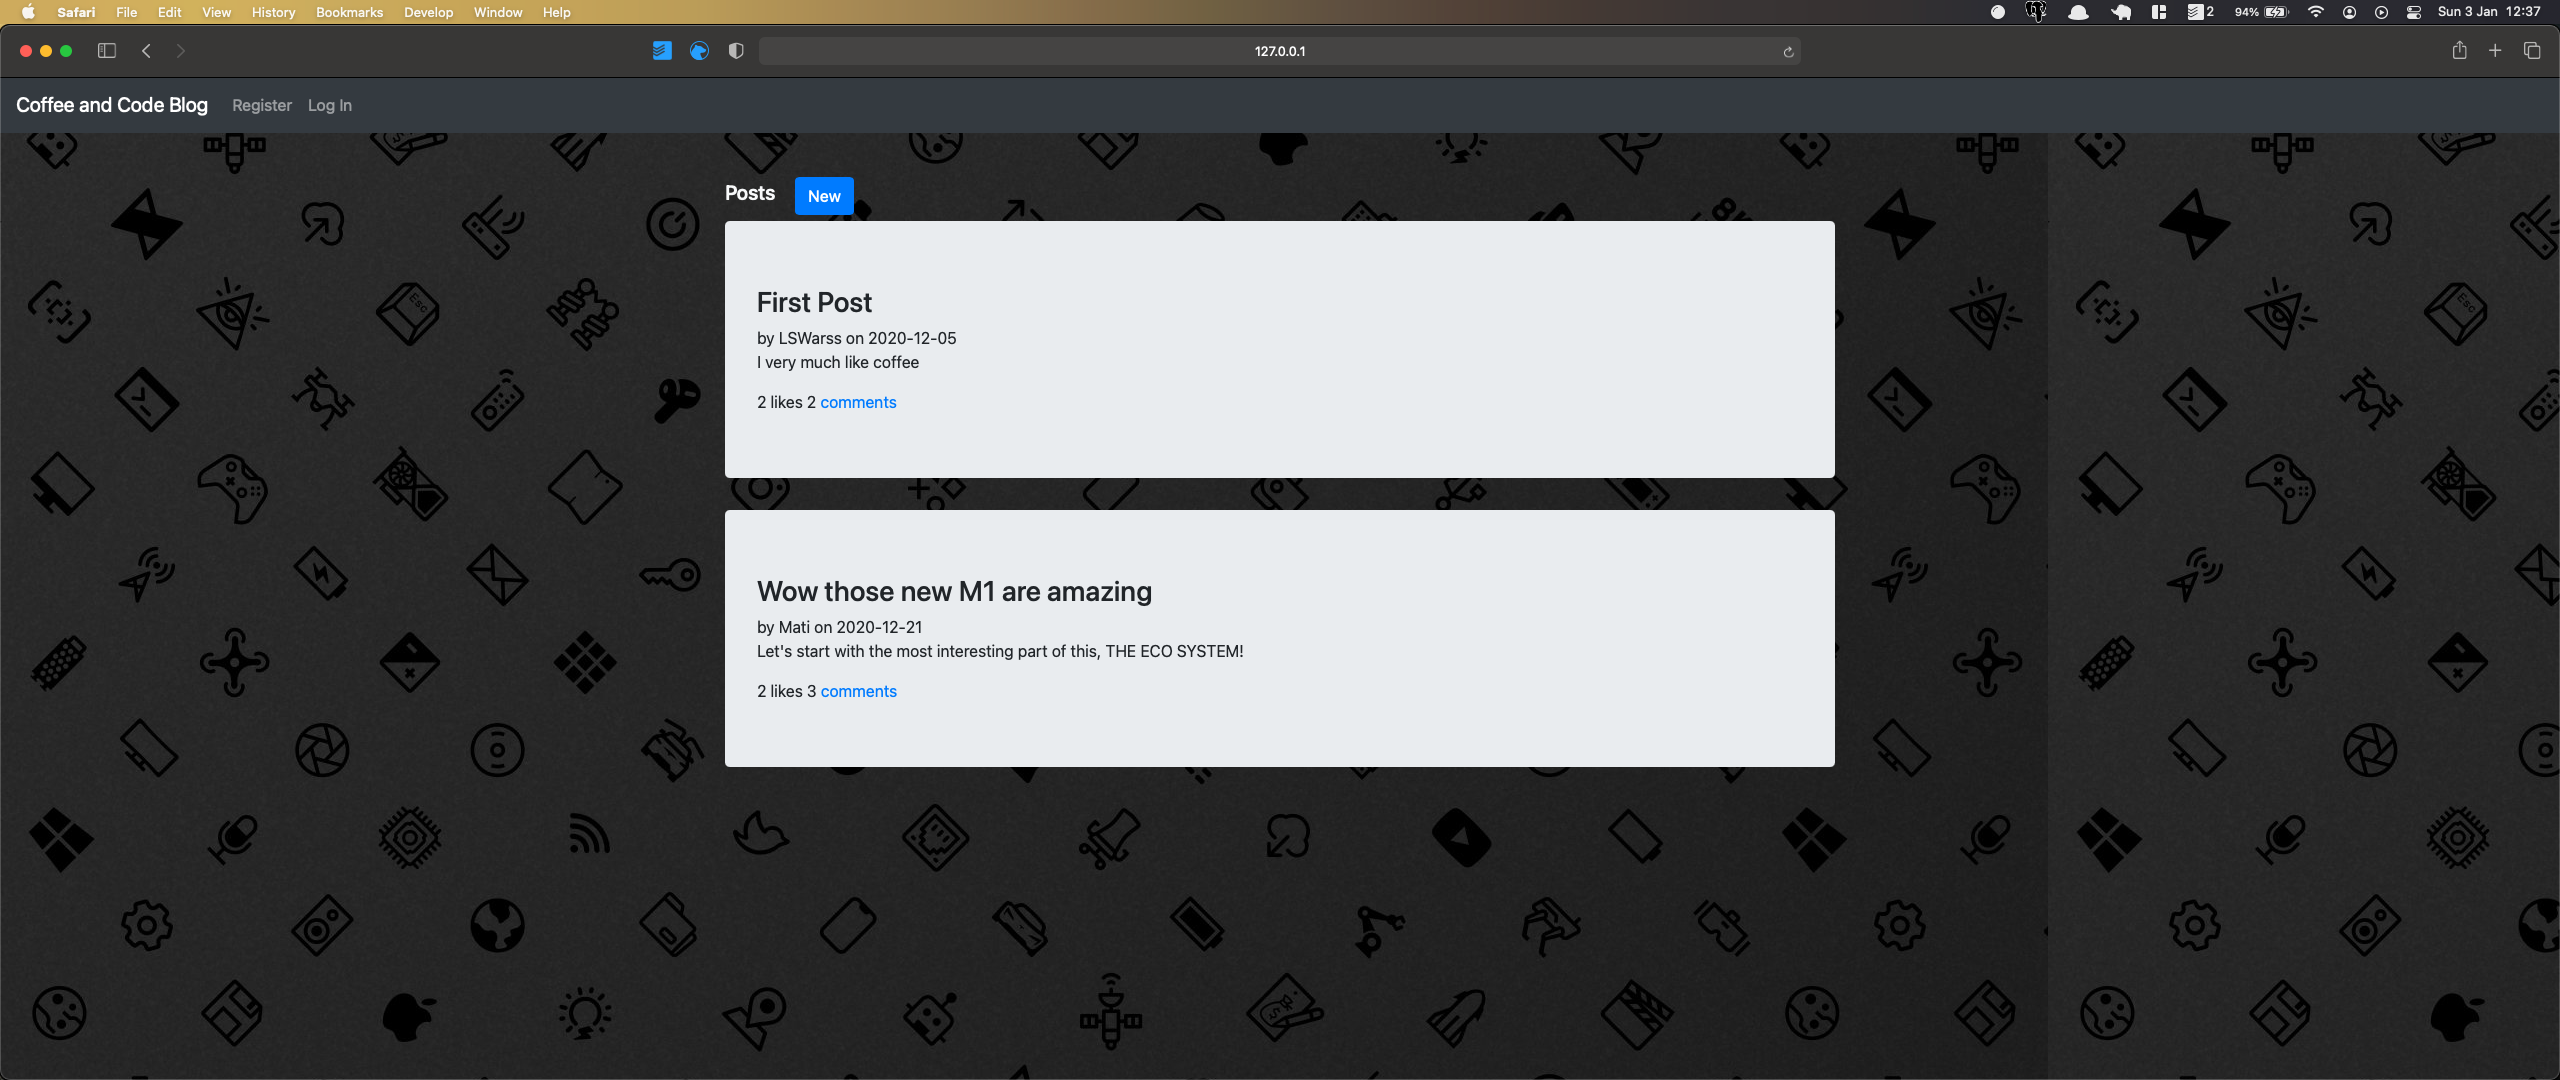 Safari File Edit View History Bookmarks Develop Window Help 2 94% Sun 3 Jan 12:37
127.0.0.1
Coffee and Code Blog Register Log In
Posts New
First Post
by LSWarss on 2020-12-05
I very much like coffee
2 likes 2 comments
Wow those new M1 are amazing
by Mati on 2020-12-21
Let's start with the most interesting part of this, THE ECO SYSTEM!
2 likes 3 comments